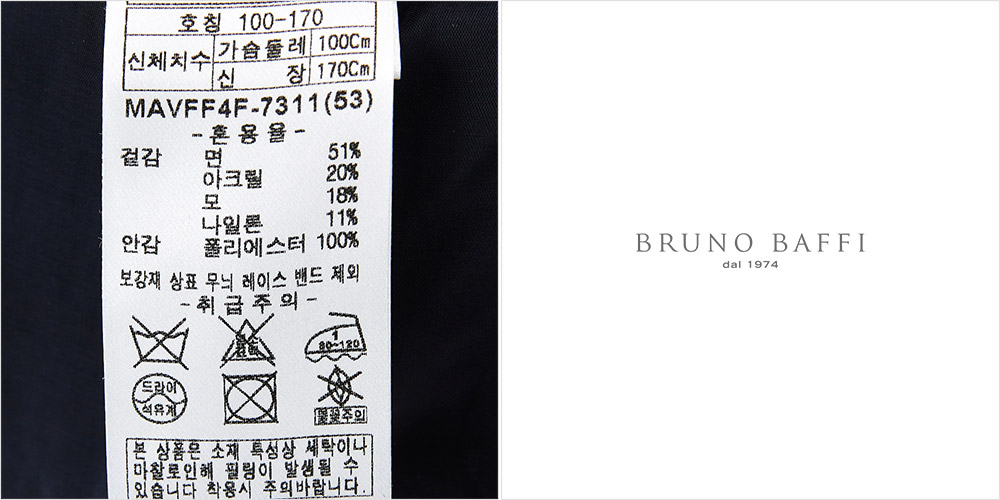 호칭 100-170
신체치수 가슴둘레 100Cm
신 장 170Cm
MAVFF4F-7311(53)
-혼용율-
겉감 면 51%
아크릴 20%
모 18%
나일론 11%
안감 폴리에스터 100%
보강재 상표 무늬 레이스 밴드 제외
-취급주의-
염소표백
1
80-120
드라이
석유계
불꽃주의
본 상품은 소재 특성상 세탁이나
마찰로인해 필링이 발생될 수
있습니다 착용시 주의바랍니다.
BRUNO BAFFI
dal 1974